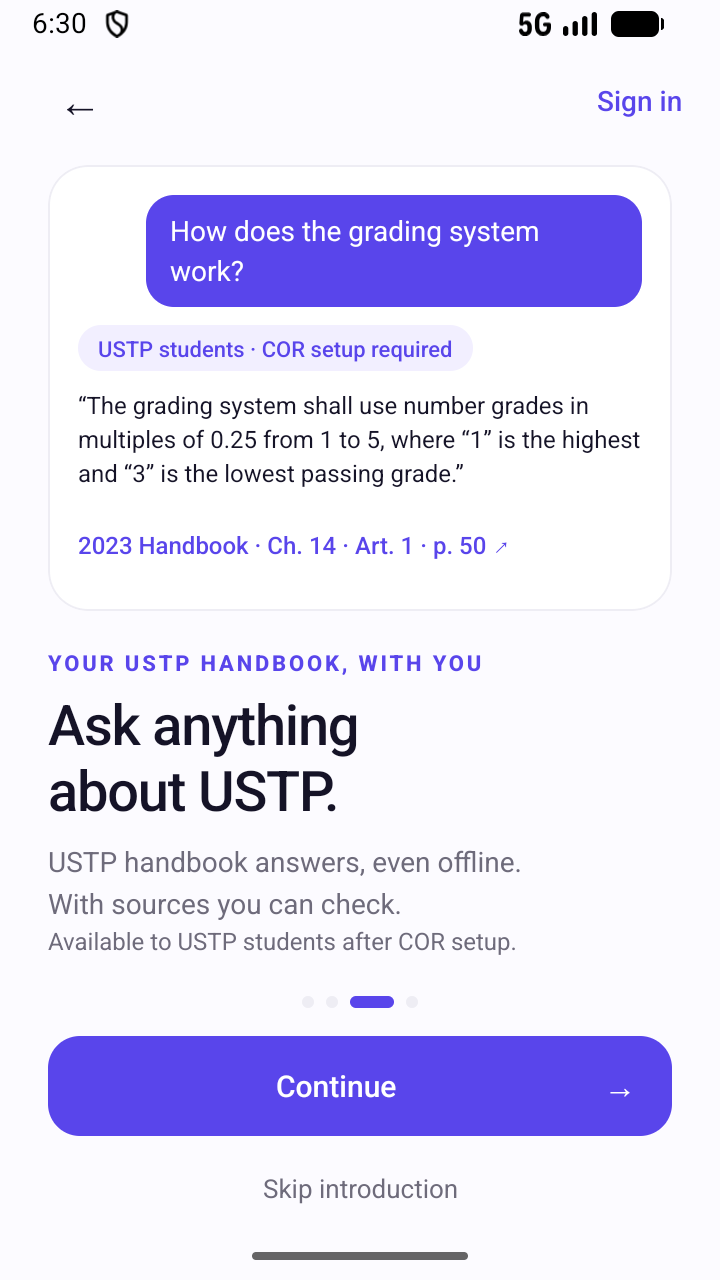 6:30
5G
←
Sign in
How does the grading system
work?
USTP students · COR setup required
“The grading system shall use number grades in
multiples of 0.25 from 1 to 5, where “1” is the highest
and “3” is the lowest passing grade.”
2023 Handbook · Ch. 14 · Art. 1 · p. 50 ↗
YOUR USTP HANDBOOK, WITH YOU
Ask anything
about USTP.
USTP handbook answers, even offline.
With sources you can check.
Available to USTP students after COR setup.
Continue →
Skip introduction